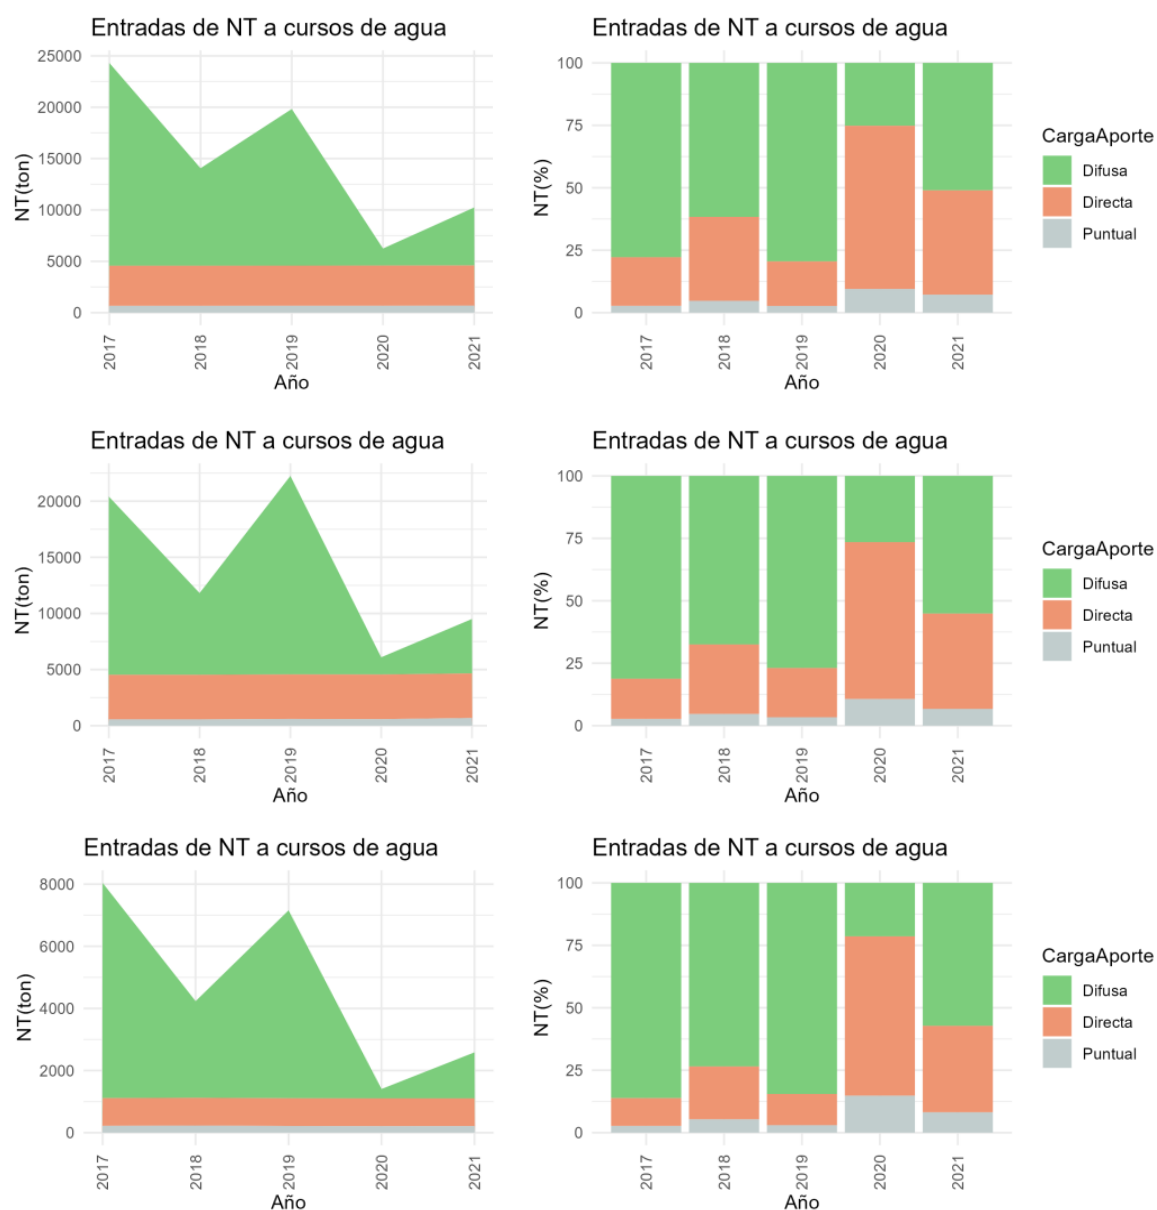 Entradas de NT a cursos de agua
NT(ton)
25000
20000
15000
10000
5000
0
2017
2018
2019
2020
2021
Año
Entradas de NT a cursos de agua
NT(%)
100
75
50
25
0
2017
2018
2019
2020
2021
Año
CargaAporte
Difusa
Directa
Puntual
Entradas de NT a cursos de agua
NT(ton)
20000
15000
10000
5000
0
2017
2018
2019
2020
2021
Año
Entradas de NT a cursos de agua
NT(%)
100
75
50
25
0
2017
2018
2019
2020
2021
Año
CargaAporte
Difusa
Directa
Puntual
Entradas de NT a cursos de agua
NT(ton)
8000
6000
4000
2000
0
2017
2018
2019
2020
2021
Año
Entradas de NT a cursos de agua
NT(%)
100
75
50
25
0
2017
2018
2019
2020
2021
Año
CargaAporte
Difusa
Directa
Puntual